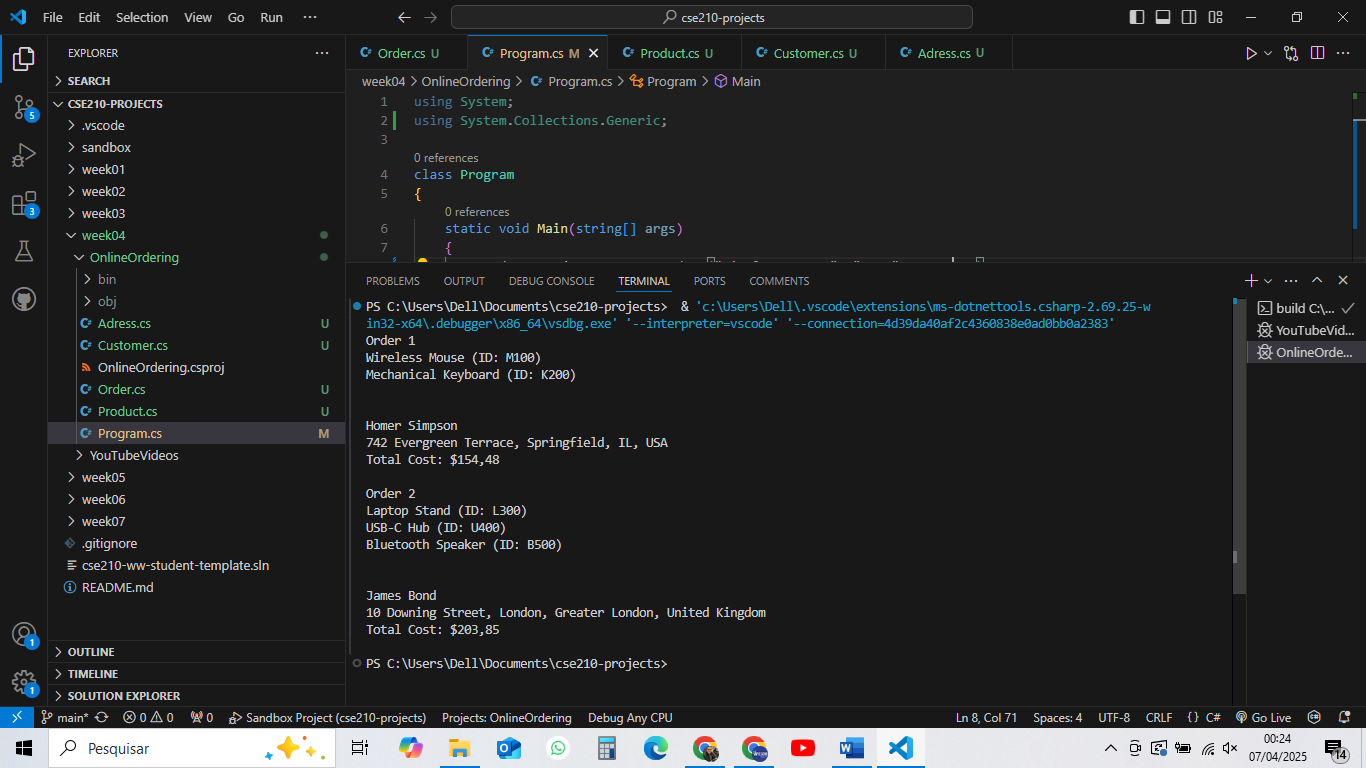 File Edit Selection View Go Run ··· cse210-projects
EXPLORER ···
SEARCH
CSE210-PROJECTS
.vscode
sandbox
week01
week02
week03
week04
OnlineOrdering
bin
obj
Adress.cs U
Customer.cs U
OnlineOrdering.csproj
Order.cs U
Product.cs U
Program.cs M
YouTubeVideos
week05
week06
week07
.gitignore
cse210-ww-student-template.sln
README.md
OUTLINE
TIMELINE
SOLUTION EXPLORER
5
3
1
1
Order.cs U Program.cs M Product.cs U Customer.cs U Adress.cs U
week04 > OnlineOrdering > Program.cs > Program > Main
1 using System;
2 using System.Collections.Generic;
3
0 references
4 class Program
5 {
0 references
6 static void Main(string[] args)
7 {
PROBLEMS OUTPUT DEBUG CONSOLE TERMINAL PORTS COMMENTS
PS C:\Users\Dell\Documents\cse210-projects> & 'c:\Users\Dell\.vscode\extensions\ms-dotnettools.csharp-2.69.25-w
in32-x64\.debugger\x86_64\vsdbg.exe' '--interpreter=vscode' '--connection=4d39da40af2c4360838e0ad0bb0a2383'
Order 1
Wireless Mouse (ID: M100)
Mechanical Keyboard (ID: K200)
Homer Simpson
742 Evergreen Terrace, Springfield, IL, USA
Total Cost: $154,48
Order 2
Laptop Stand (ID: L300)
USB-C Hub (ID: U400)
Bluetooth Speaker (ID: B500)
James Bond
10 Downing Street, London, Greater London, United Kingdom
Total Cost: $203,85
PS C:\Users\Dell\Documents\cse210-projects>
build C:\...
YouTubeVid...
OnlineOrde...
main* 0 0 0 Sandbox Project (cse210-projects) Projects: OnlineOrdering Debug Any CPU Ln 8, Col 71 Spaces: 4 UTF-8 CRLF {} C# Go Live
Pesquisar
00:24
07/04/2025
14